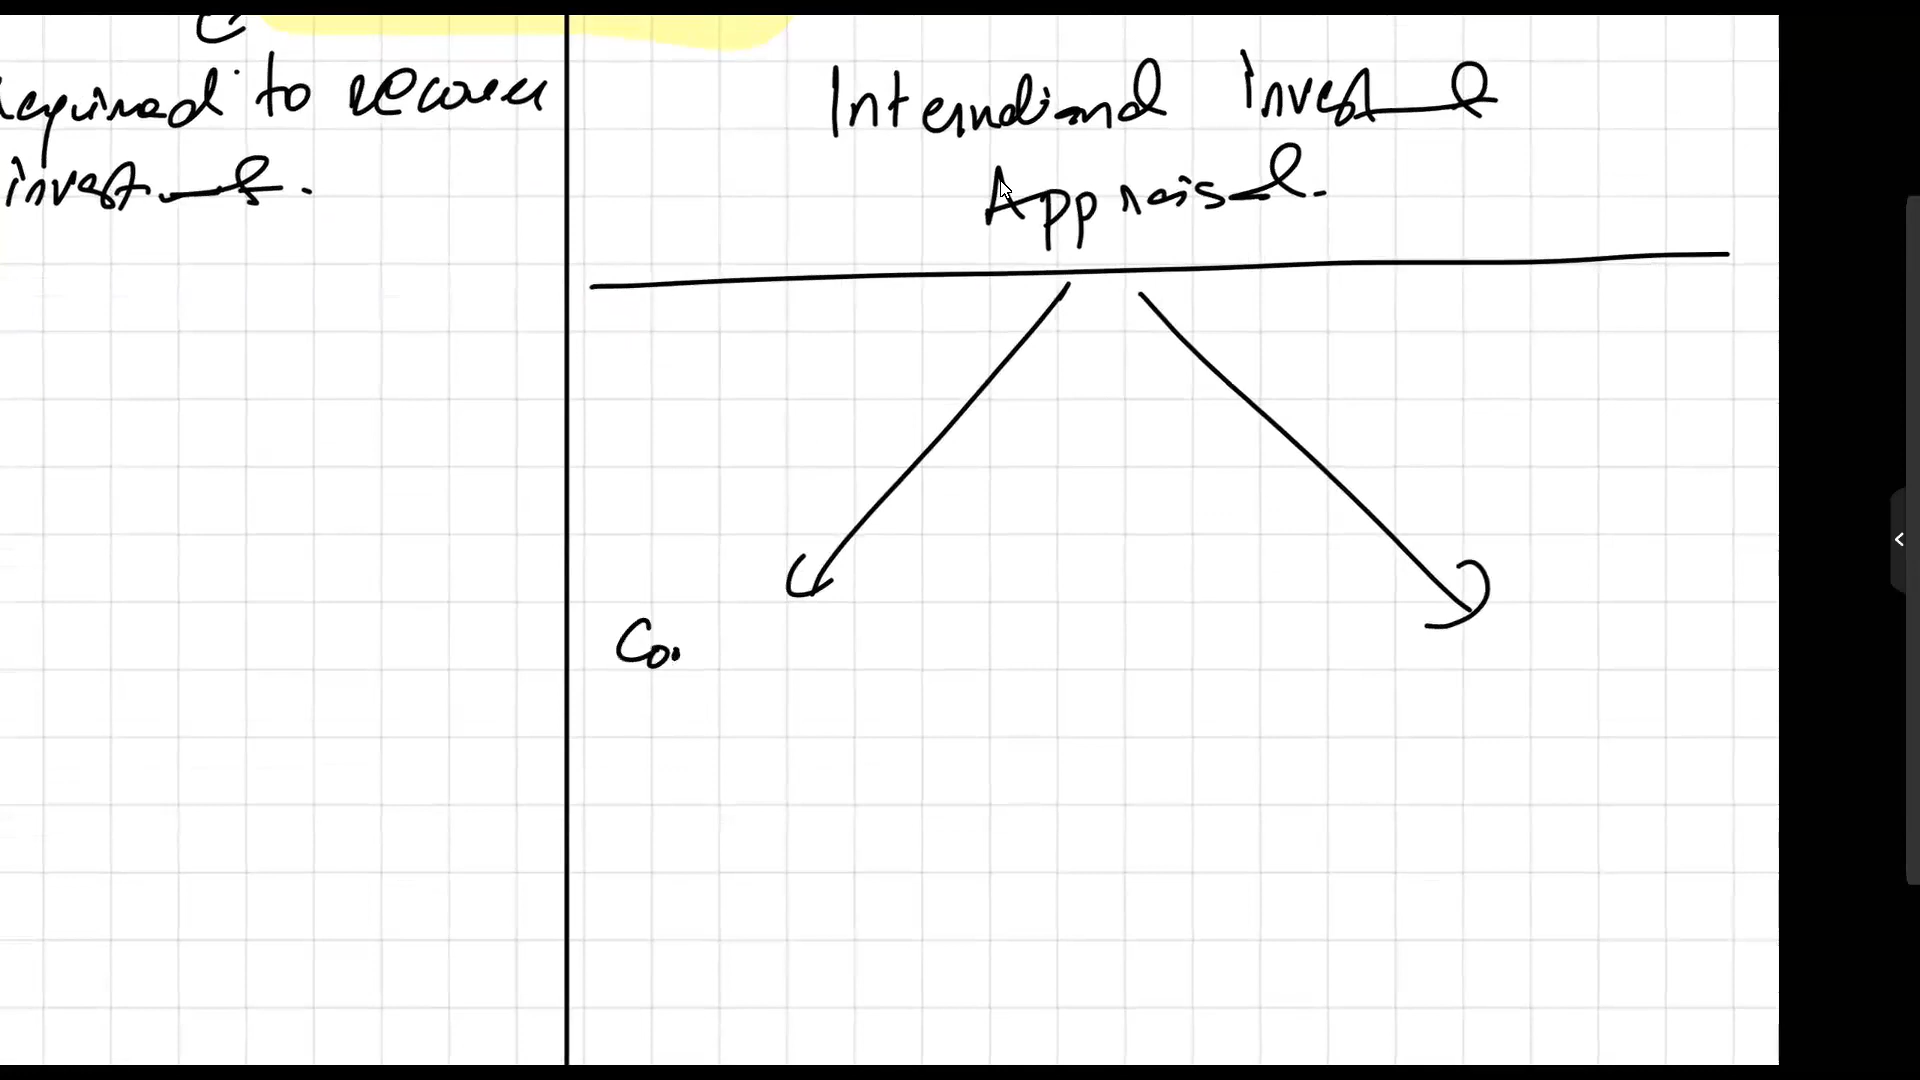 required to recover
investment.
International investment
Appraisal.
Co.